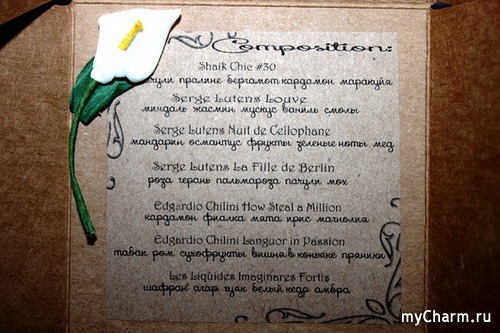 Composition:
Shaik Chic #30
пачули пралине бергамот кардамон маракуйя
Serge Lutens Louve
миндаль жасмин мускус ваниль смолы
Serge Lutens Nuit de Cellophane
мандарин османтус фрукты зеленые ноты мед
Serge Lutens La Fille de Berlin
роза герань пальмароза пачули мох
Edgardio Chilini How Steal a Million
кардамон фиалка мята ирис магнолия
Edgardio Chilini Languor in Passion
табак ром сухофрукты вишня в коньяке пряники
Les Liquides Imaginares Fortis
шафран агар гуяк белый кедр амбра
myCharm.ru